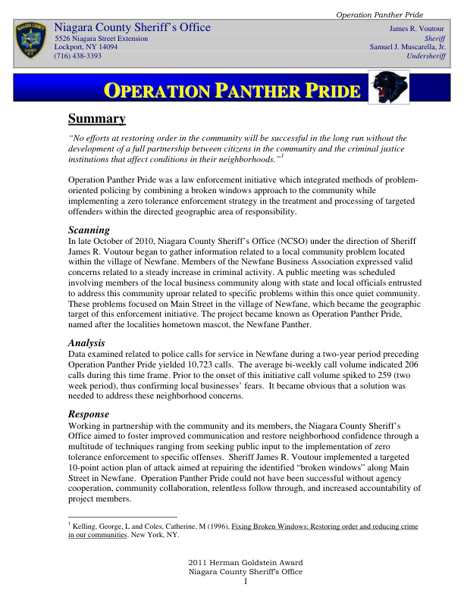 Operation Panther Pride
Niagara County Sheriff's Office
James R. Voutour
5526 Niagara Street Extension
Sheriff
Lockport, NY 14094
Samuel J. Muscarella, Jr.
(716) 438-3393
Undersheriff
OPERATION PANTHER PRIDE
Summary
"No efforts at restoring order in the community will be successful in the long run without the
development of a full partnership between citizens in the community and the criminal justice
institutions that affect conditions in their neighborhoods."1
Operation Panther Pride was a law enforcement initiative which integrated methods of problem-
oriented policing by combining a broken windows approach to the community while
implementing a zero tolerance enforcement strategy in the treatment and processing of targeted
offenders within the directed geographic area of responsibility.
Scanning
In late October of 2010, Niagara County Sheriff's Office (NCSO) under the direction of Sheriff
James R. Voutour began to gather information related to a local community problem located
within the village of Newfane. Members of the Newfane Business Association expressed valid
concerns related to a steady increase in criminal activity. A public meeting was scheduled
involving members of the local business community along with state and local officials entrusted
to address this community uproar related to specific problems within this once quiet community.
These problems focused on Main Street in the village of Newfane, which became the geographic
target of this enforcement initiative. The project became known as Operation Panther Pride,
named after the localities hometown mascot, the Newfane Panther.
Analysis
Data examined related to police calls for service in Newfane during a two-year period preceding
Operation Panther Pride yielded 10,723 calls. The average bi-weekly call volume indicated 206
calls during this time frame. Prior to the onset of this initiative call volume spiked to 259 (two
week period), thus confirming local businesses' fears. It became obvious that a solution was
needed to address these neighborhood concerns.
Response
Working in partnership with the community and its members, the Niagara County Sheriff's
Office aimed to foster improved communication and restore neighborhood confidence through a
multitude of techniques ranging from seeking public input to the implementation of zero
tolerance enforcement to specific offenses. Sheriff James R. Voutour implemented a targeted
10-point action plan of attack aimed at repairing the identified "broken windows" along Main
Street in Newfane. Operation Panther Pride could not have been successful without agency
cooperation, community collaboration, relentless follow through, and increased accountability of
project members.
1 Kelling, George, L and Coles, Catherine, M (1996), Fixing Broken Windows: Restoring order and reducing crime
in our communities. New York, NY.
2011 Herman Goldstein Award
Niagara County Sheriff's Office
1